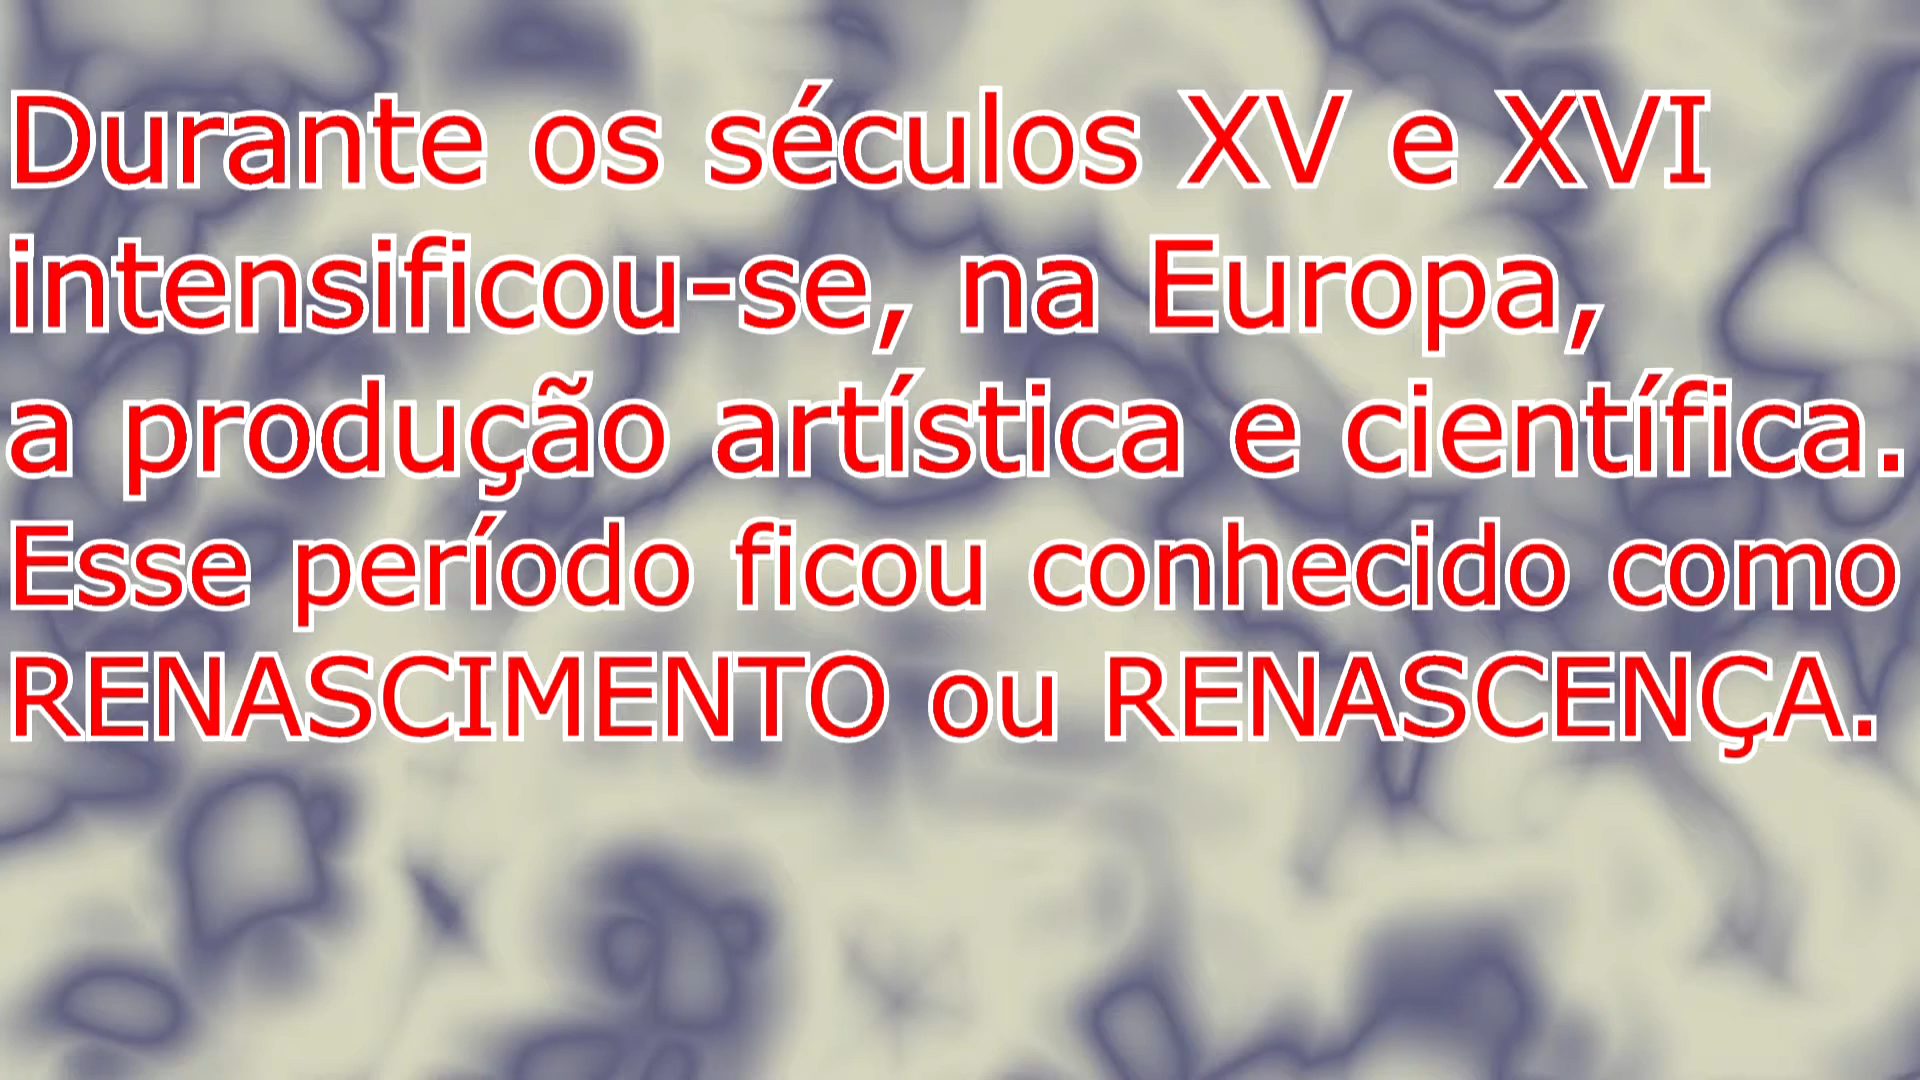 Durante os séculos XV e XVI
intensificou-se, na Europa,
a produção artística e científica.
Esse período ficou conhecido como
RENASCIMENTO ou RENASCENÇA.